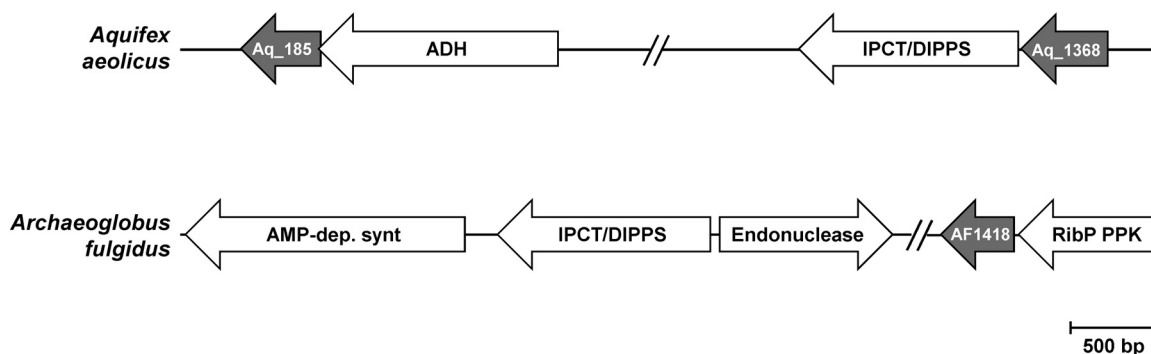 Aquifex
aeolicus
Aq_185
ADH
IPCT/DIPPS
Aq_1368
Archaeoglobus
fulgidus
AMP-dep. synt
IPCT/DIPPS
Endonuclease
AF1418
RibP PPK
500 bp